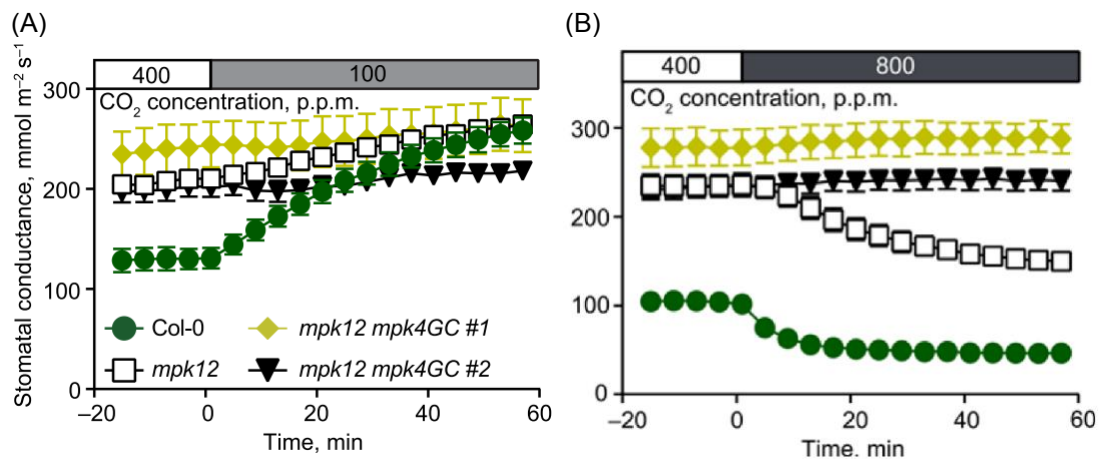 (A)
400 100
CO₂ concentration, p.p.m.
Stomatal conductance, mmol m⁻² s⁻¹
300
200
100
0
Col-0
mpk12 mpk4GC #1
mpk12
mpk12 mpk4GC #2
–20 0 20 40 60
Time, min
(B)
400 800
CO₂ concentration, p.p.m.
300
200
100
0
–20 0 20 40 60
Time, min